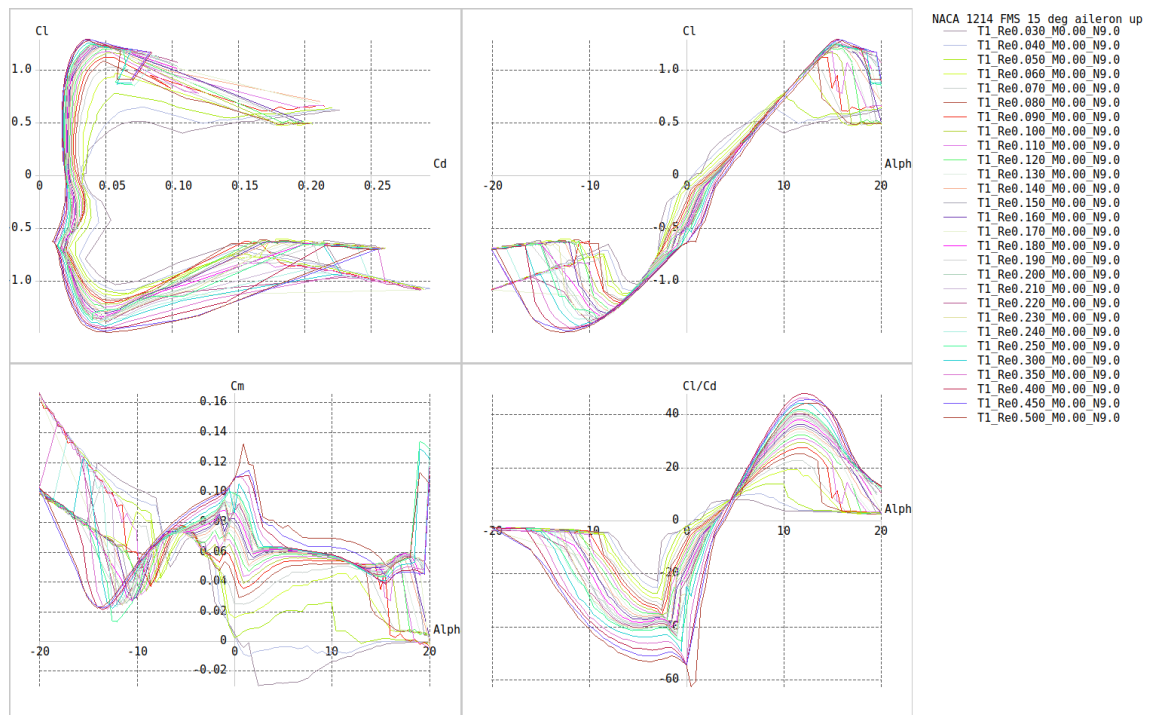 NACA 1214 FMS 15 deg aileron up
T1_Re0.030_M0.00_N9.0
T1_Re0.040_M0.00_N9.0
T1_Re0.050_M0.00_N9.0
T1_Re0.060_M0.00_N9.0
T1_Re0.070_M0.00_N9.0
T1_Re0.080_M0.00_N9.0
T1_Re0.090_M0.00_N9.0
T1_Re0.100_M0.00_N9.0
T1_Re0.110_M0.00_N9.0
T1_Re0.120_M0.00_N9.0
T1_Re0.130_M0.00_N9.0
T1_Re0.140_M0.00_N9.0
T1_Re0.150_M0.00_N9.0
T1_Re0.160_M0.00_N9.0
T1_Re0.170_M0.00_N9.0
T1_Re0.180_M0.00_N9.0
T1_Re0.190_M0.00_N9.0
T1_Re0.200_M0.00_N9.0
T1_Re0.210_M0.00_N9.0
T1_Re0.220_M0.00_N9.0
T1_Re0.230_M0.00_N9.0
T1_Re0.240_M0.00_N9.0
T1_Re0.250_M0.00_N9.0
T1_Re0.300_M0.00_N9.0
T1_Re0.350_M0.00_N9.0
T1_Re0.400_M0.00_N9.0
T1_Re0.450_M0.00_N9.0
T1_Re0.500_M0.00_N9.0
Cl
1.0
0.5
0
0.5
1.0
Cd
0 0.05 0.10 0.15 0.20 0.25
Cl
1.0
0.5
0
-0.5
-1.0
Alph
-20 -10 0 10 20
Cm
0.16
0.14
0.12
0.10
0.08
0.06
0.04
0.02
0
-0.02
Alph
-20 -10 0 10 20
Cl/Cd
40
20
0
-20
-40
-60
Alph
-20 -10 0 10 20